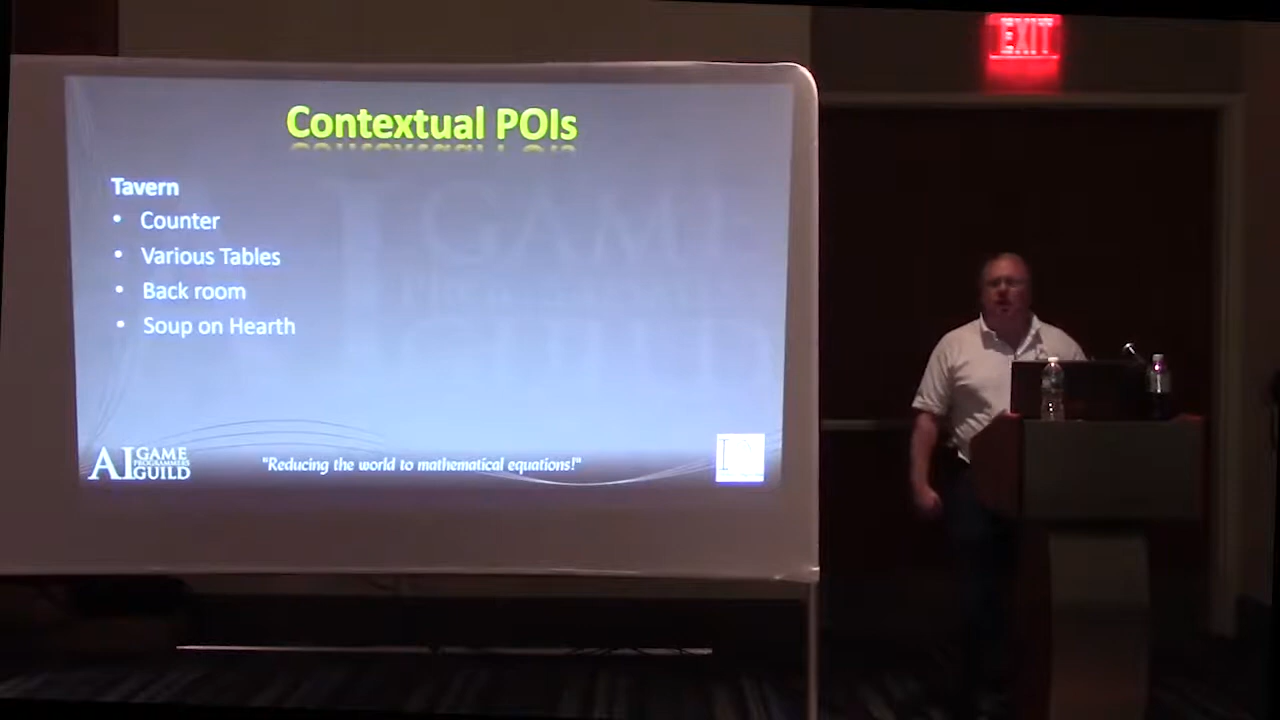 EXIT
Contextual POIs
Tavern
• Counter
• Various Tables
• Back room
• Soup on Hearth
AI GAME
PROGRAMMERS
GUILD
"Reducing the world to mathematical equations!"